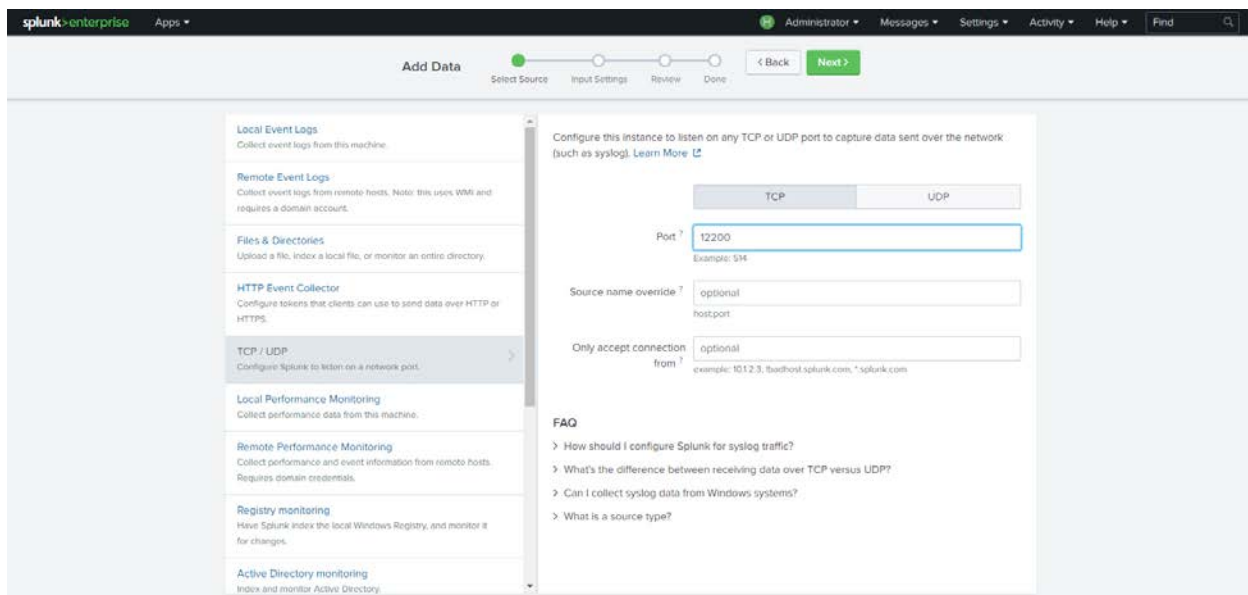 splunk>enterprise Apps Administrator Messages Settings Activity Help Find
Add Data
Select Source Input Settings Review Done
< Back Next >
Local Event Logs
Collect event logs from this machine.
Remote Event Logs
Collect event logs from remote hosts. Note: this uses WMI and
requires a domain account.
Files & Directories
Upload a file, index a local file, or monitor an entire directory.
HTTP Event Collector
Configure tokens that clients can use to send data over HTTP or
HTTPS.
TCP / UDP
Configure Splunk to listen on a network port.
Local Performance Monitoring
Collect performance data from this machine.
Remote Performance Monitoring
Collect performance and event information from remote hosts.
Requires domain credentials.
Registry monitoring
Have Splunk index the local Windows Registry, and monitor it
for changes.
Active Directory monitoring
Index and monitor Active Directory.
Configure this instance to listen on any TCP or UDP port to capture data sent over the network
(such as syslog). Learn More
TCP UDP
Port ? 12200
Example: 514
Source name override ? optional
host:port
Only accept connection
from ? optional
example: 10.1.2.3, !badhost.splunk.com, *.splunk.com
FAQ
> How should I configure Splunk for syslog traffic?
> What's the difference between receiving data over TCP versus UDP?
> Can I collect syslog data from Windows systems?
> What is a source type?